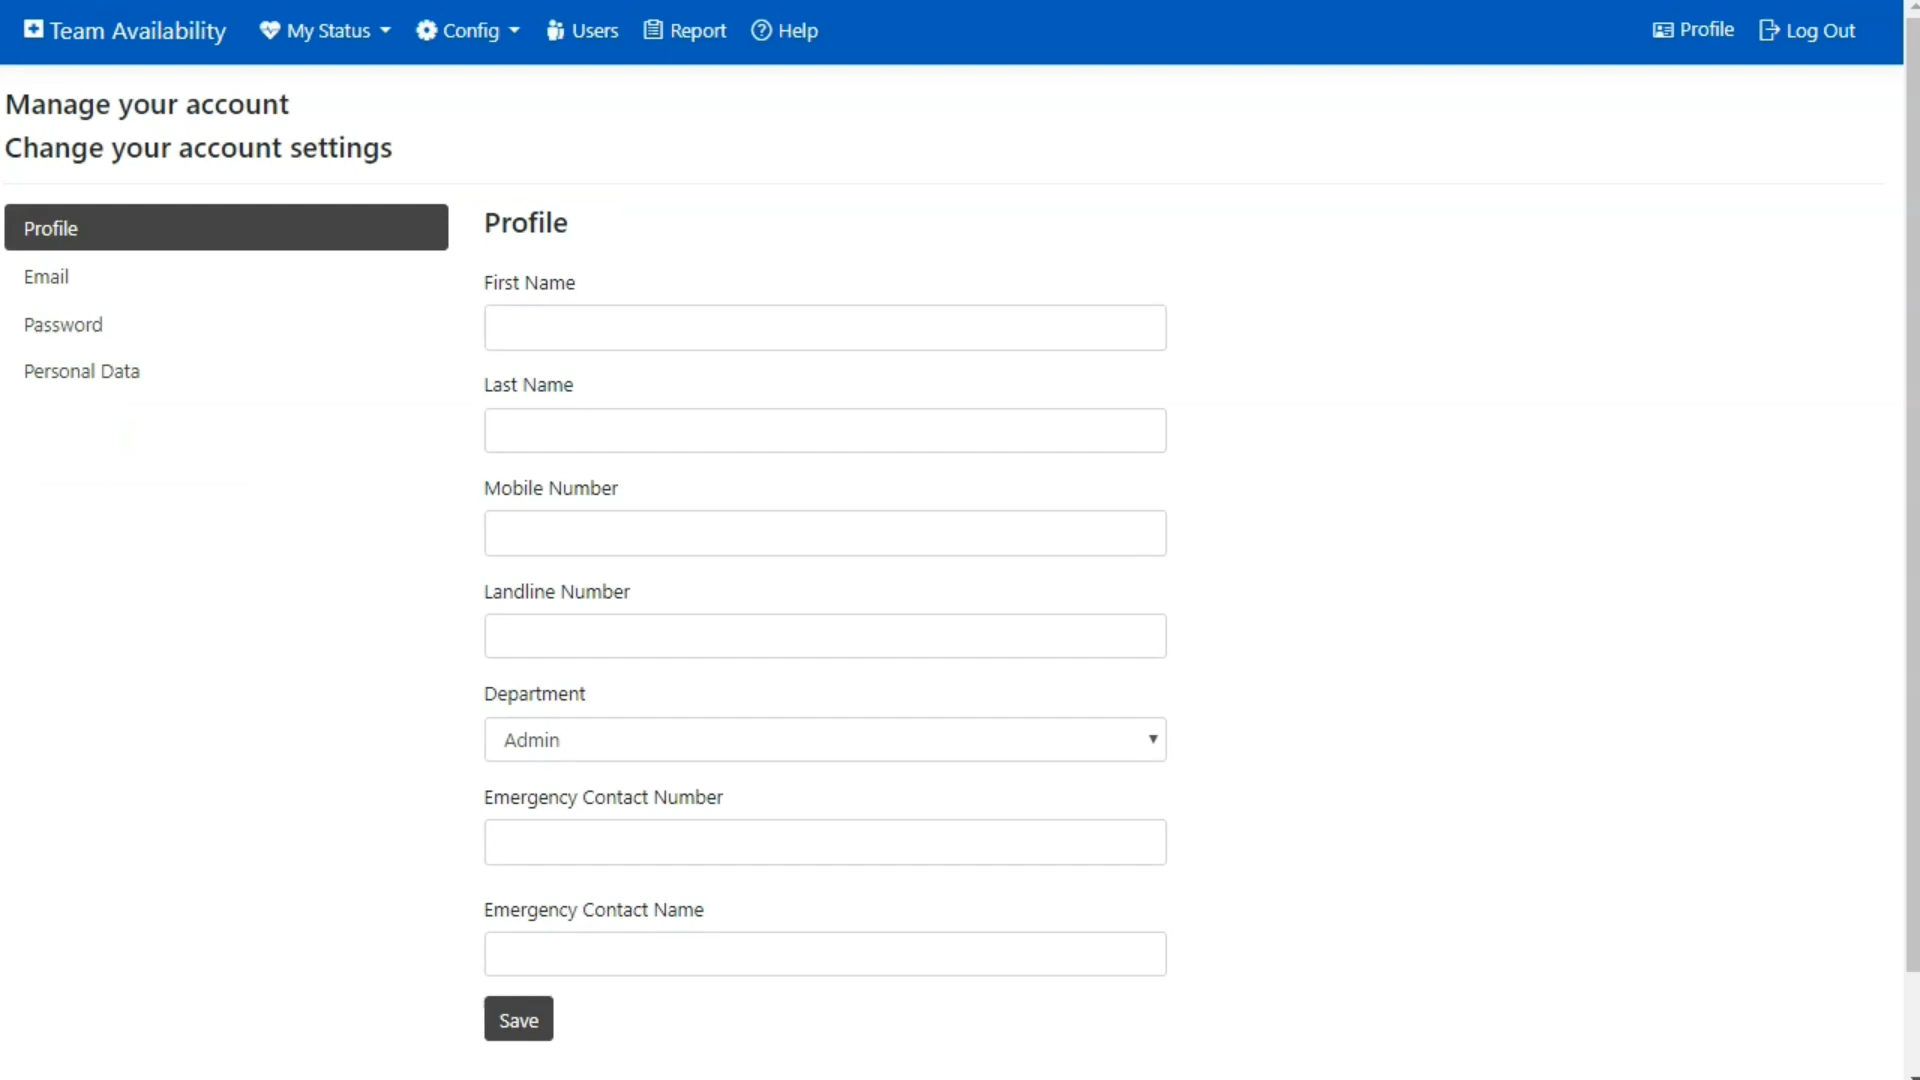 Team Availability My Status Config Users Report Help Profile Log Out
Manage your account
Change your account settings
Profile
Email
Password
Personal Data
Profile
First Name
Last Name
Mobile Number
Landline Number
Department
Admin
Emergency Contact Number
Emergency Contact Name
Save